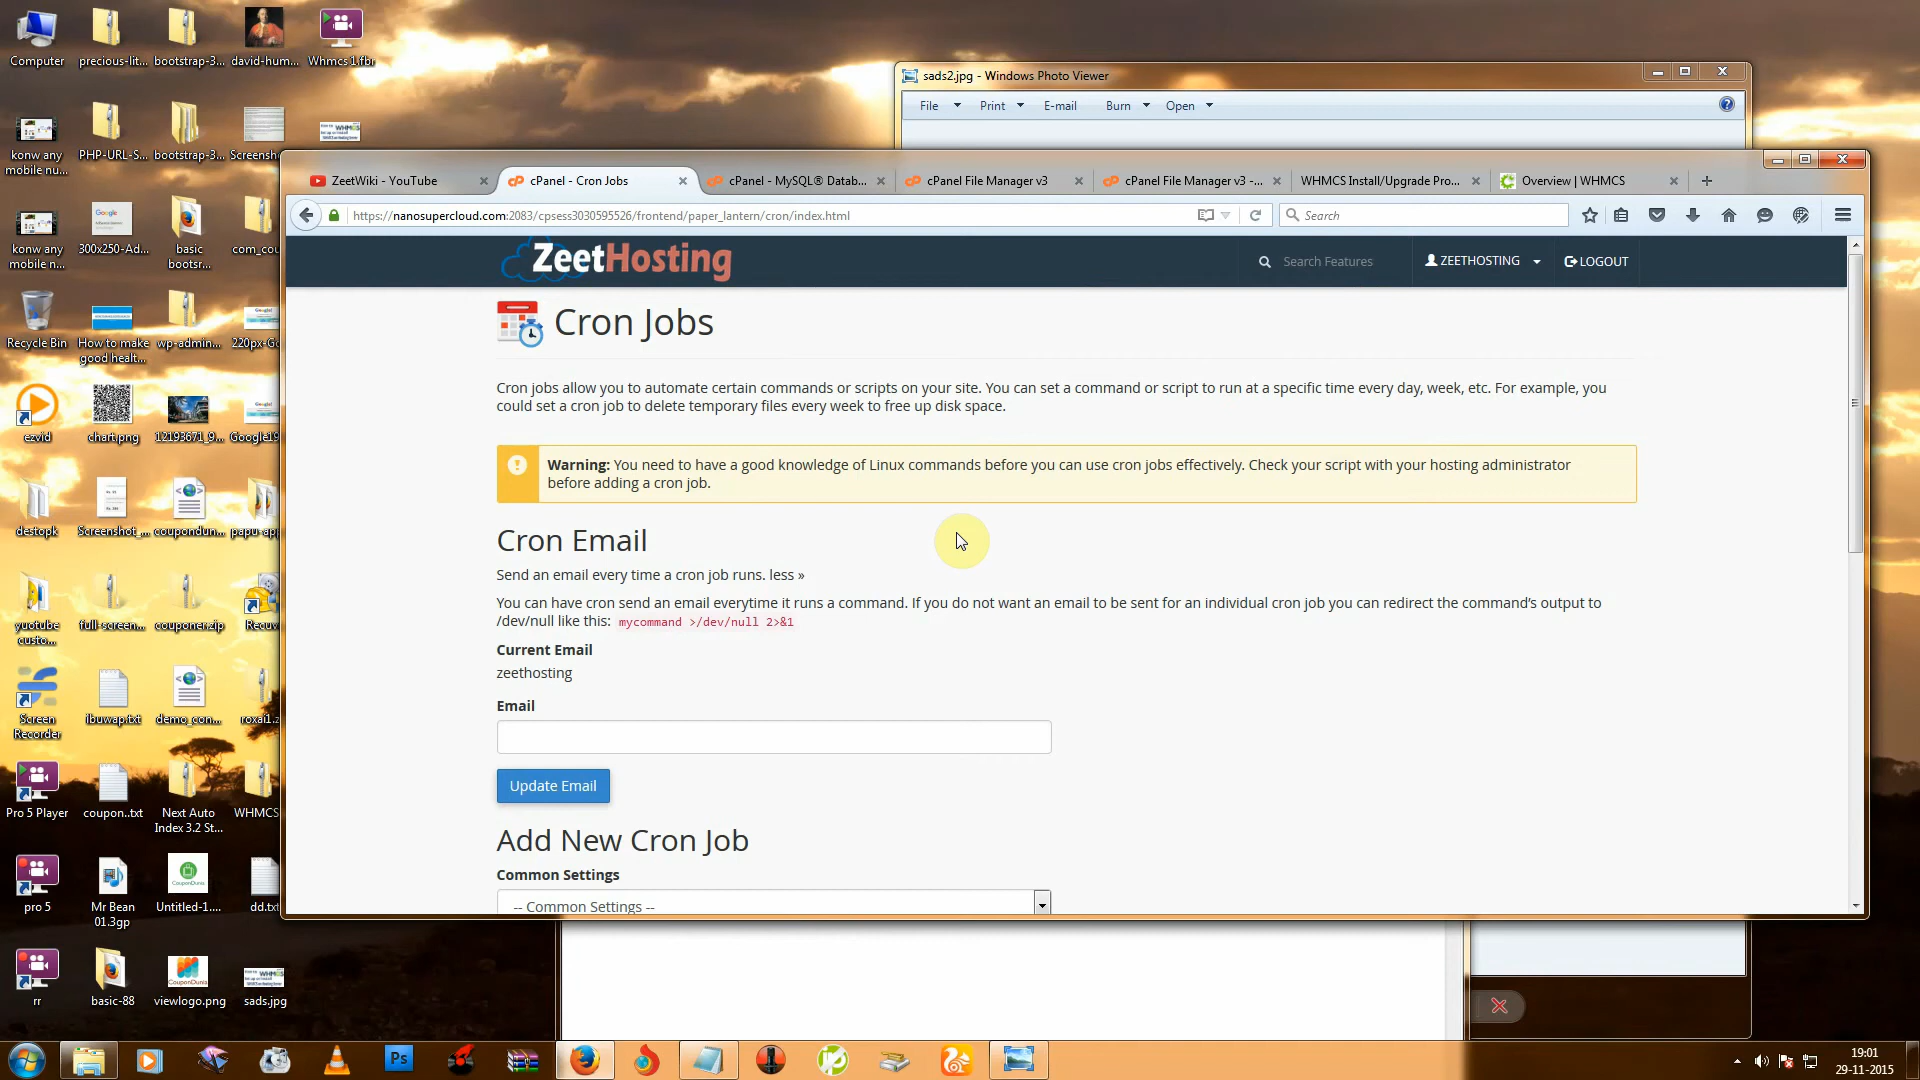 Computer
precious-lit...
bootstrap-3...
david-hum...
Whmcs 1.fbr
konw any
mobile nu...
PHP-URL-S...
bootstrap-3...
konw any
mobile n...
300x250-Ad...
basic
bootsr...
com_cou
Recycle Bin
How to make
good healt...
wp-admin...
ezvid
chart.png
12193671_9...
destopk
Screenshot_...
coupondun...
yuotube
custo...
full-screen...
couponer.zip
Screen
Recorder
ibuwap.txt
demo_con...
Pro 5 Player
coupon..txt
Next Auto
Index 3.2 St...
WHMCS
pro 5
Mr Bean
01.3gp
Untitled-1....
dd.txt
rr
basic-88
viewlogo.png
sads.jpg
sads2.jpg - Windows Photo Viewer
File Print E-mail Burn Open
ZeetWiki - YouTube
cPanel - Cron Jobs
cPanel - MySQL® Datab...
cPanel File Manager v3
cPanel File Manager v3 -...
WHMCS Install/Upgrade Pro...
Overview | WHMCS
https://nanosupercloud.com:2083/cpsess3030595526/frontend/paper_lantern/cron/index.html
Search
ZeetHosting
Search Features
ZEETHOSTING
LOGOUT
Cron Jobs
Cron jobs allow you to automate certain commands or scripts on your site. You can set a command or script to run at a specific time every day, week, etc. For example, you
could set a cron job to delete temporary files every week to free up disk space.
Warning: You need to have a good knowledge of Linux commands before you can use cron jobs effectively. Check your script with your hosting administrator
before adding a cron job.
Cron Email
Send an email every time a cron job runs. less »
You can have cron send an email everytime it runs a command. If you do not want an email to be sent for an individual cron job you can redirect the command's output to
/dev/null like this: mycommand >/dev/null 2>&1
Current Email
zeethosting
Email
Update Email
Add New Cron Job
Common Settings
-- Common Settings --
Ps
19:01
29-11-2015